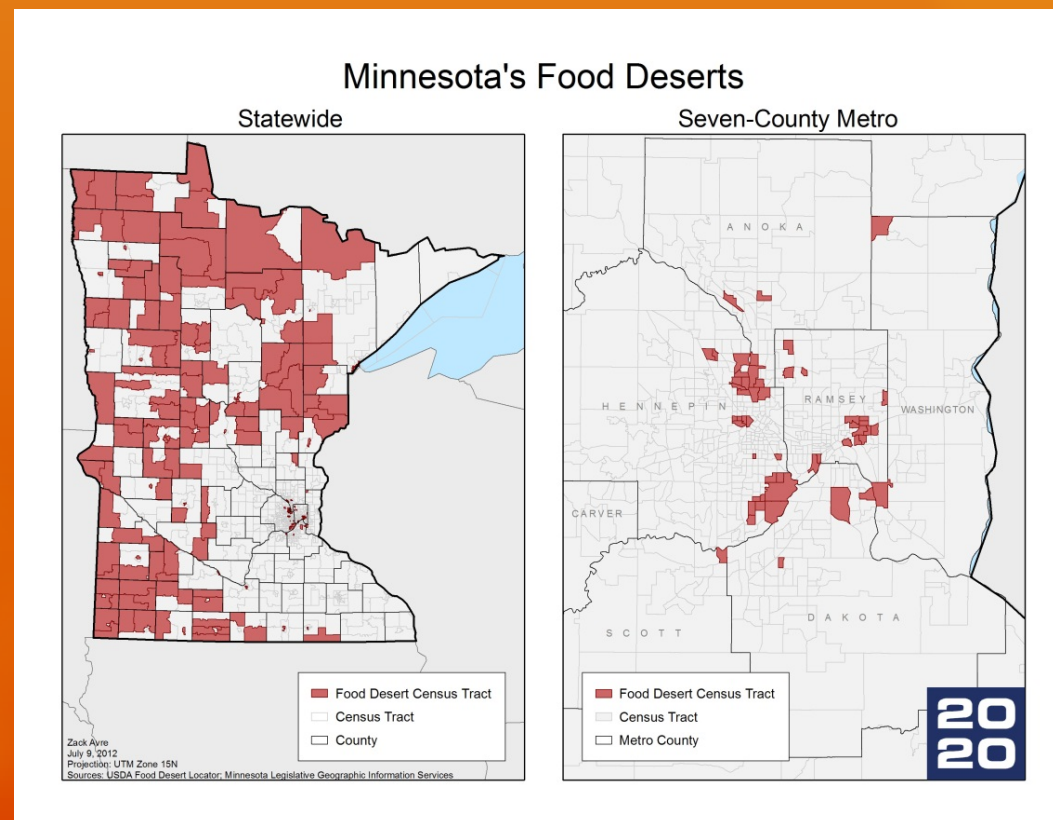 Minnesota's Food Deserts
Statewide
Seven-County Metro
ANOKA
HENNEPIN
RAMSEY
WASHINGTON
CARVER
SCOTT
DAKOTA
Food Desert Census Tract
Census Tract
County
Zack Avre
July 9, 2012
Projection: UTM Zone 15N
Sources: USDA Food Desert Locator; Minnesota Legislative Geographic Information Services
Food Desert Census Tract
Census Tract
Metro County
20
20